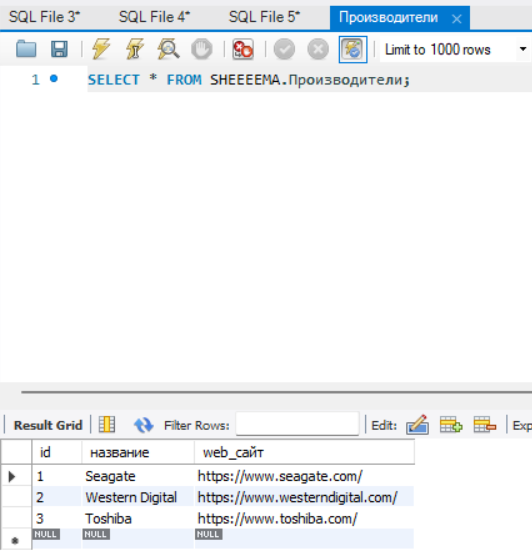 SQL File 3* SQL File 4* SQL File 5* Производители
Limit to 1000 rows
1 SELECT * FROM SHEEEEMA.Производители;
Result Grid Filter Rows: Edit: Exp
id название web_сайт
1 Seagate https://www.seagate.com/
2 Western Digital https://www.westerndigital.com/
3 Toshiba https://www.toshiba.com/
NULL NULL NULL